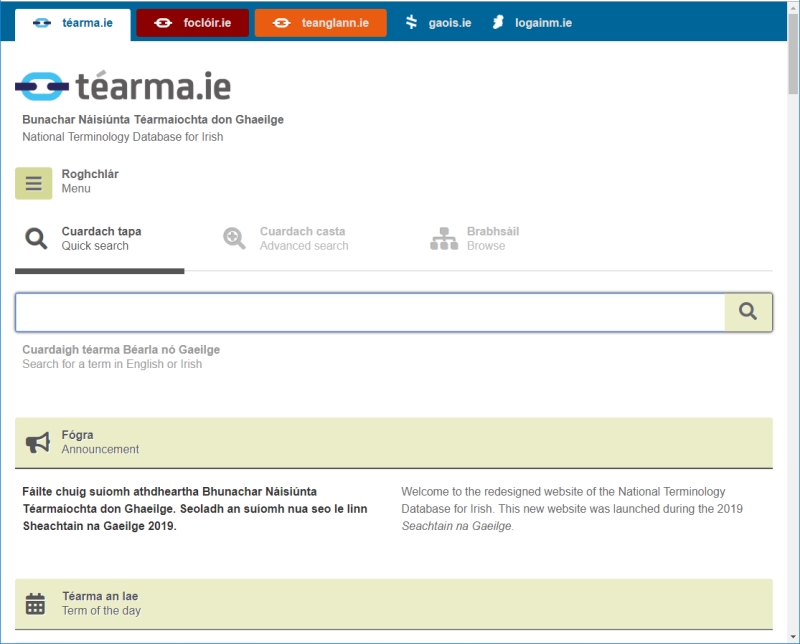 téarma.ie
foclóir.ie
teanglann.ie
gaois.ie
logainm.ie
téarma.ie
Bunachar Náisiúnta Téarmaíochta don Ghaeilge
National Terminology Database for Irish
Roghchlár
Menu
Cuardach tapa
Quick search
Cuardach casta
Advanced search
Brabhsáil
Browse
Cuardaigh téarma Béarla nó Gaeilge
Search for a term in English or Irish
Fógra
Announcement
Fáilte chuig suíomh athdheartha Bhunachar Náisiúnta
Téarmaíochta don Ghaeilge. Seoladh an suíomh nua seo le linn
Sheachtain na Gaeilge 2019.
Welcome to the redesigned website of the National Terminology
Database for Irish. This new website was launched during the 2019
Seachtain na Gaeilge.
Téarma an lae
Term of the day